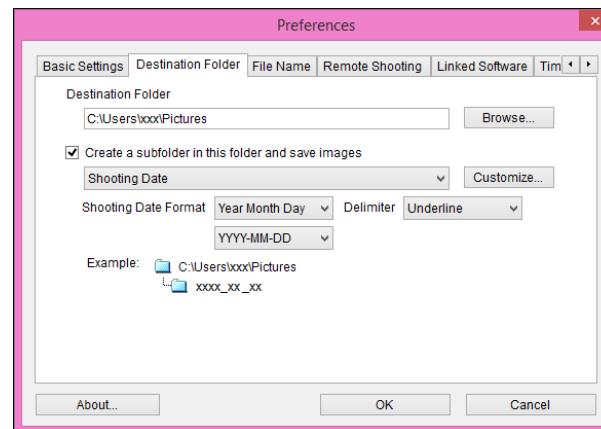 Preferences
Basic Settings Destination Folder File Name Remote Shooting Linked Software Tim
Destination Folder
C:\Users\xxx\Pictures Browse...
Create a subfolder in this folder and save images
Shooting Date Customize...
Shooting Date Format Year Month Day Delimiter Underline
YYYY-MM-DD
Example: C:\Users\xxx\Pictures
xxxx_xx_xx
About... OK Cancel